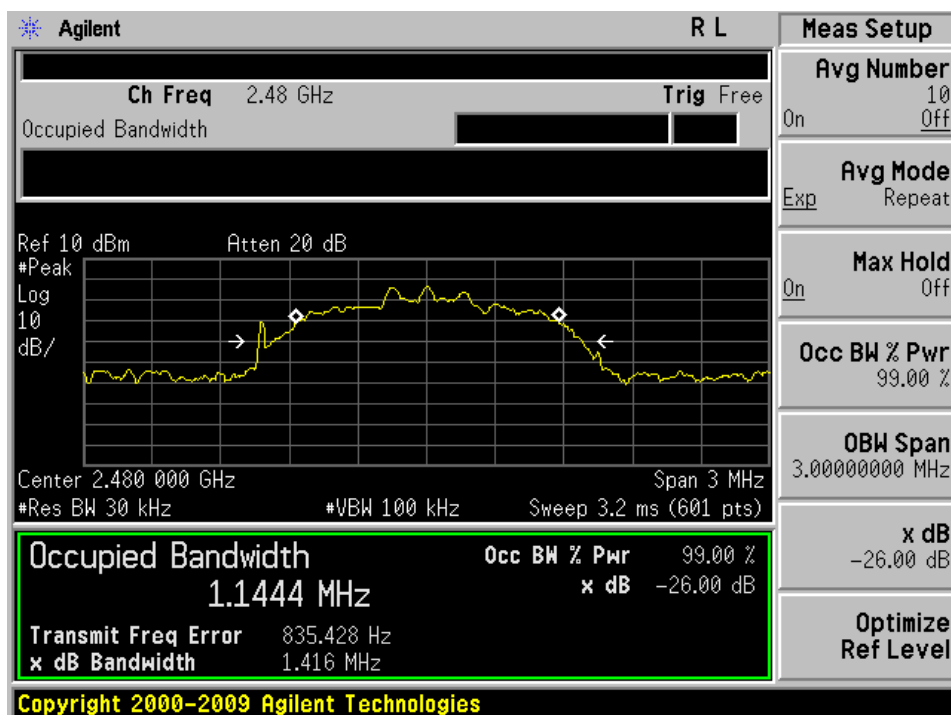 Agilent R L
Ch Freq 2.48 GHz Trig Free
Occupied Bandwidth
Ref 10 dBm Atten 20 dB
#Peak
Log
10
dB/
Center 2.480 000 GHz Span 3 MHz
#Res BW 30 kHz #VBW 100 kHz Sweep 3.2 ms (601 pts)
Occupied Bandwidth Occ BW % Pwr 99.00 %
1.1444 MHz x dB -26.00 dB
Transmit Freq Error 835.428 Hz
x dB Bandwidth 1.416 MHz
Copyright 2000-2009 Agilent Technologies
Meas Setup
Avg Number
10
On Off
Avg Mode
Exp Repeat
Max Hold
On Off
Occ BW % Pwr
99.00 %
OBW Span
3.00000000 MHz
x dB
-26.00 dB
Optimize
Ref Level